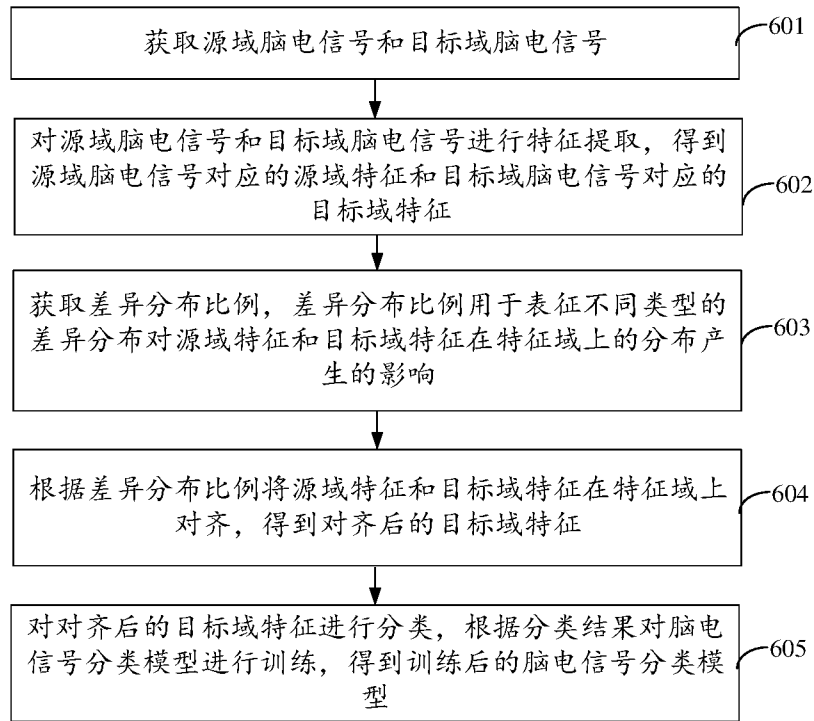 获取源域脑电信号和目标域脑电信号
601
对源域脑电信号和目标域脑电信号进行特征提取，得到
源域脑电信号对应的源域特征和目标域脑电信号对应的
目标域特征
602
获取差异分布比例，差异分布比例用于表征不同类型的
差异分布对源域特征和目标域特征在特征域上的分布产
生的影响
603
根据差异分布比例将源域特征和目标域特征在特征域上
对齐，得到对齐后的目标域特征
604
对对齐后的目标域特征进行分类，根据分类结果对脑电
信号分类模型进行训练，得到训练后的脑电信号分类模
型
605